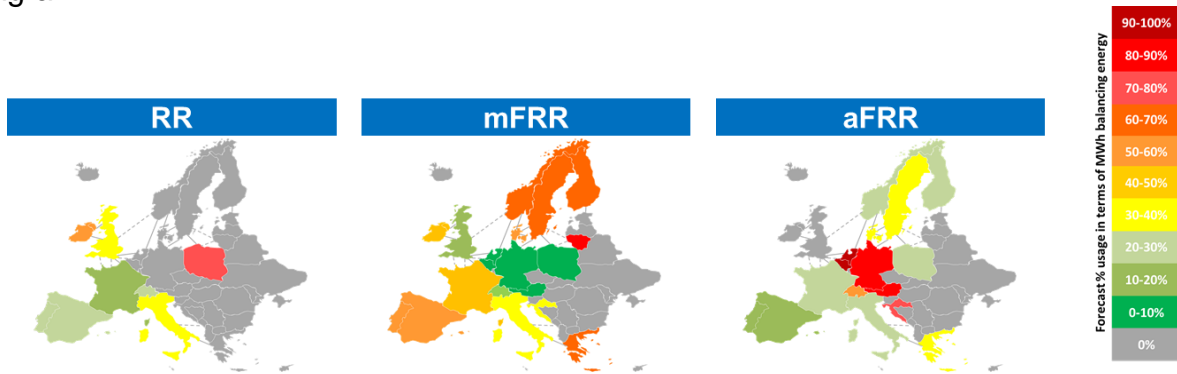 RR
mFRR
aFRR
Forecast % usage in terms of MWh balancing energy
90-100%
80-90%
70-80%
60-70%
50-60%
40-50%
30-40%
20-30%
10-20%
0-10%
0%